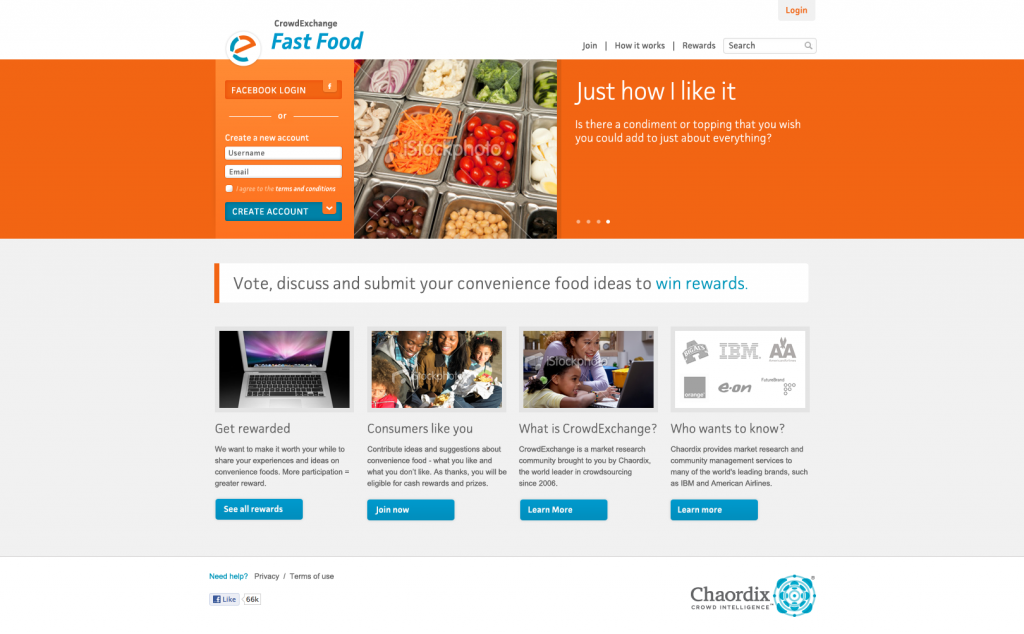 Login
CrowdExchange
Fast Food
Join | How it works | Rewards
Search
FACEBOOK LOGIN f
or
Create a new account
Username
Email
I agree to the terms and conditions
CREATE ACCOUNT
iStockphoto
Just how I like it
Is there a condiment or topping that you wish
you could add to just about everything?
Vote, discuss and submit your convenience food ideas to win rewards.
iStockphoto
iStockphoto
IBM
AA
orange
e·on
FutureBrand
Get rewarded
We want to make it worth your while to
share your experiences and ideas on
convenience foods. More participation =
greater reward.
See all rewards
Consumers like you
Contribute ideas and suggestions about
convenience food - what you like and
what you don't like. As thanks, you will be
eligible for cash rewards and prizes.
Join now
What is CrowdExchange?
CrowdExchange is a market research
community brought to you by Chaordix,
the world leader in crowdsourcing
since 2006.
Learn More
Who wants to know?
Chaordix provides market research and
community management services to
many of the world's leading brands, such
as IBM and American Airlines.
Learn more
Need help? Privacy / Terms of use
Like 66k
Chaordix
CROWD INTELLIGENCE™